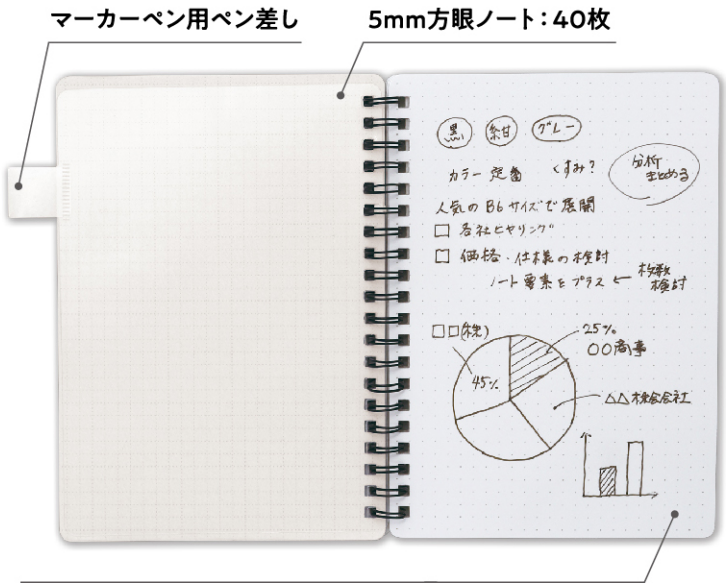 マーカーペン用ペン差し
5mm方眼ノート：40枚
黒 紺 グレー
カラー 定番 くすみ？
分析
まとめる
人気のB6サイズで展開
□ 各社ヒヤリング
□ 価格・仕様の検討
ノート要素をプラス ← 枚数
検討
□□(株)
25%
〇〇商事
45%
△△株式会社